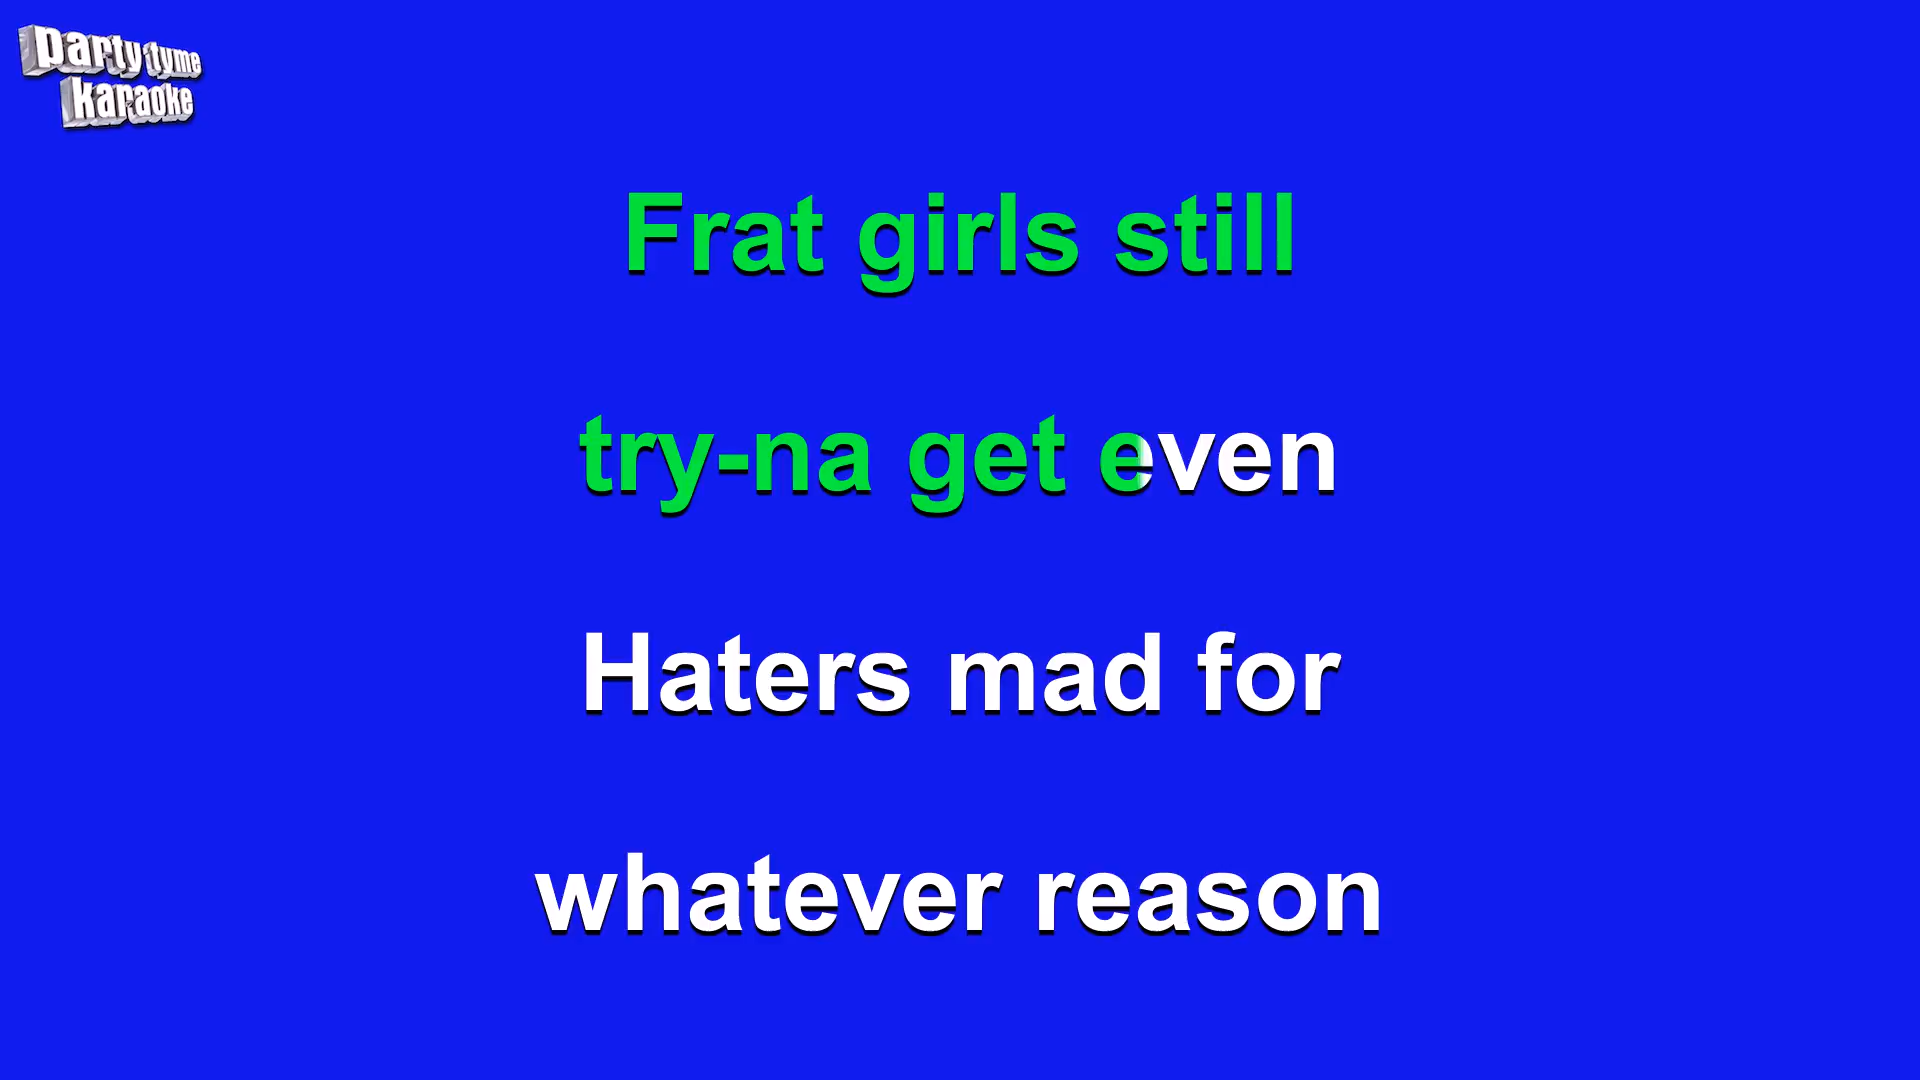 party tyme
karaoke
Frat girls still
try-na get even
Haters mad for
whatever reason